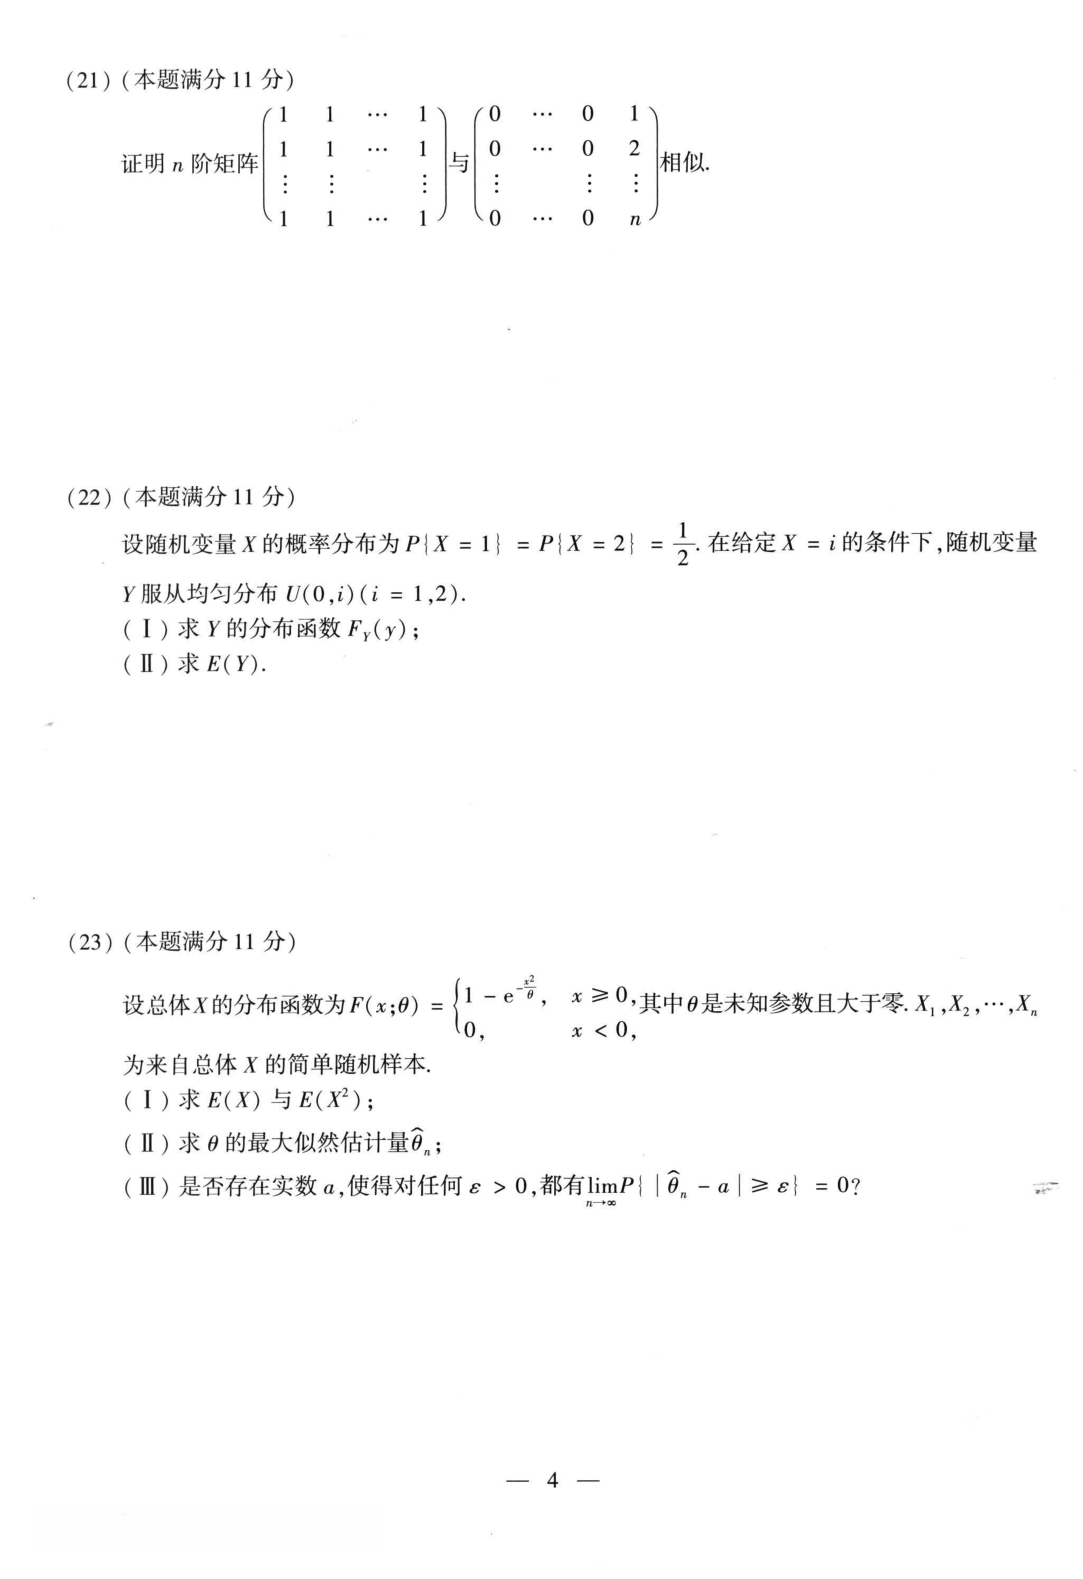 (21)(本题满分11分)
证明 n 阶矩阵
1 1 ⋯ 1
1 1 ⋯ 1
⋮ ⋮ ⋮
1 1 ⋯ 1
与
0 ⋯ 0 1
0 ⋯ 0 2
⋮ ⋮ ⋮
0 ⋯ 0 n
相似.
(22)(本题满分11分)
设随机变量 X 的概率分布为 P{X = 1} = P{X = 2} = 1/2. 在给定 X = i 的条件下,随机变量
Y 服从均匀分布 U(0,i)(i = 1,2).
(Ⅰ) 求 Y 的分布函数 F_Y(y);
(Ⅱ) 求 E(Y).
(23)(本题满分11分)
设总体 X 的分布函数为 F(x;θ) = { 1 − e^{−x²/θ}, x ≥ 0, 0, x < 0, 其中 θ 是未知参数且大于零. X₁,X₂,⋯,Xₙ
为来自总体 X 的简单随机样本.
(Ⅰ) 求 E(X) 与 E(X²);
(Ⅱ) 求 θ 的最大似然估计量 θ̂ₙ;
(Ⅲ) 是否存在实数 a,使得对任何 ε > 0,都有 lim_{n→∞} P{|θ̂ₙ − a| ≥ ε} = 0?
— 4 —